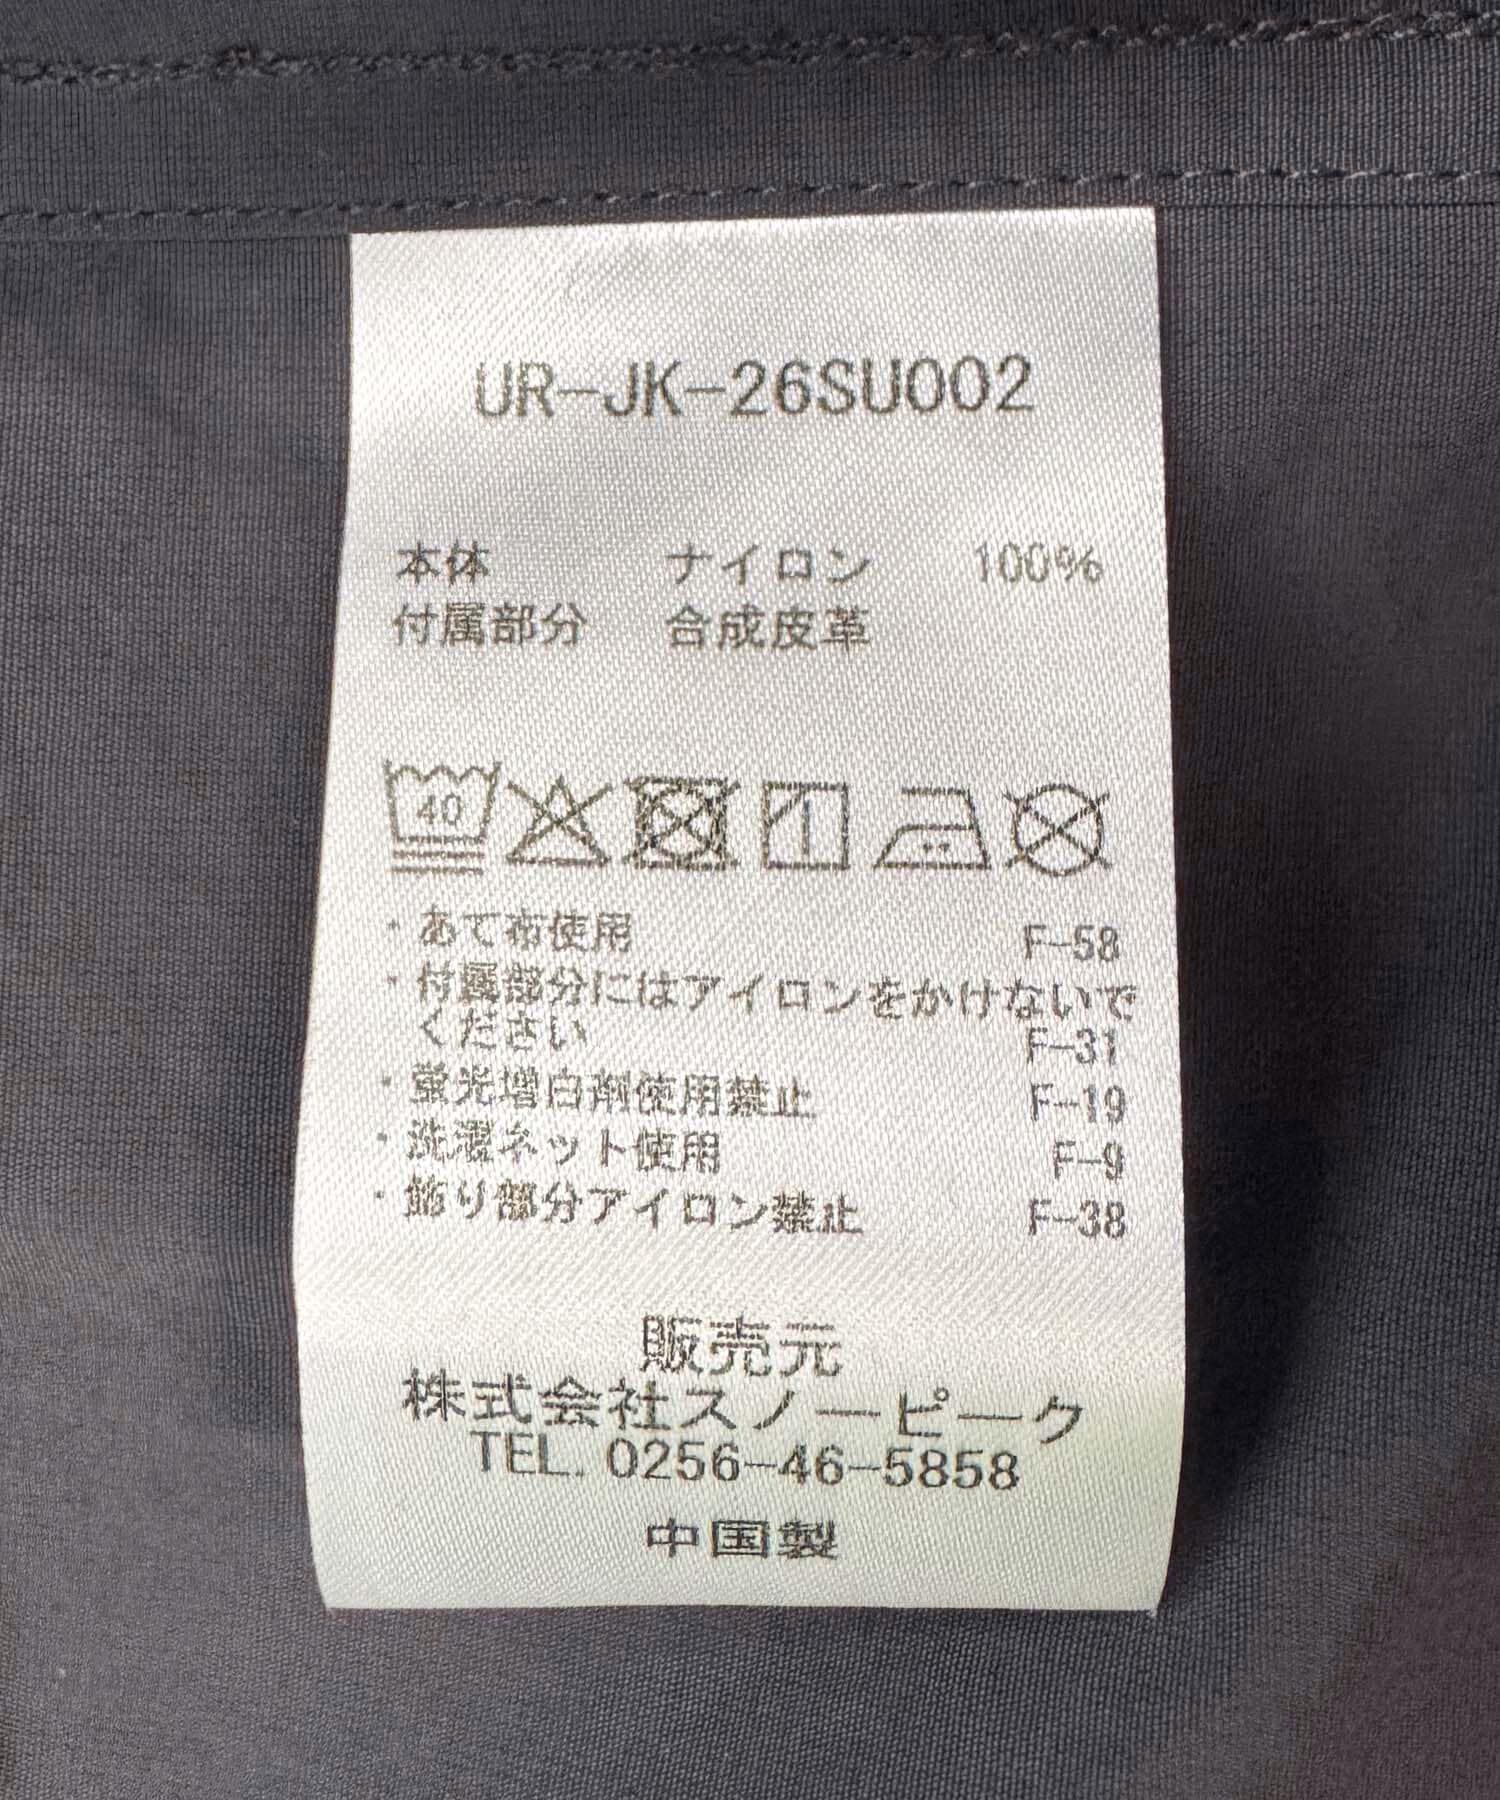 UR-JK-26SU002
本体 ナイロン 100%
付属部分 合成皮革
40
・あて布使用 F-58
・付属部分にはアイロンをかけないで
ください F-31
・蛍光増白剤使用禁止 F-19
・洗濯ネット使用 F-9
・飾り部分アイロン禁止 F-38
販売元
株式会社スノーピーク
TEL. 0256-46-5858
中国製